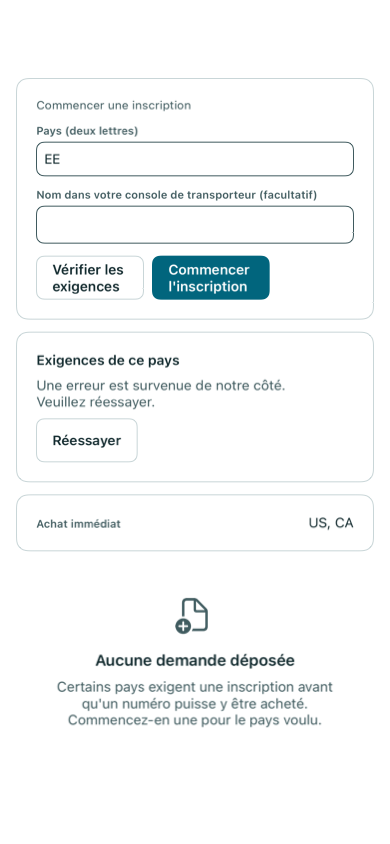 Commencer une inscription
Pays (deux lettres)
EE
Nom dans votre console de transporteur (facultatif)
Vérifier les
exigences
Commencer
l'inscription
Exigences de ce pays
Une erreur est survenue de notre côté.
Veuillez réessayer.
Réessayer
Achat immédiat
US, CA
Aucune demande déposée
Certains pays exigent une inscription avant
qu'un numéro puisse y être acheté.
Commencez-en une pour le pays voulu.